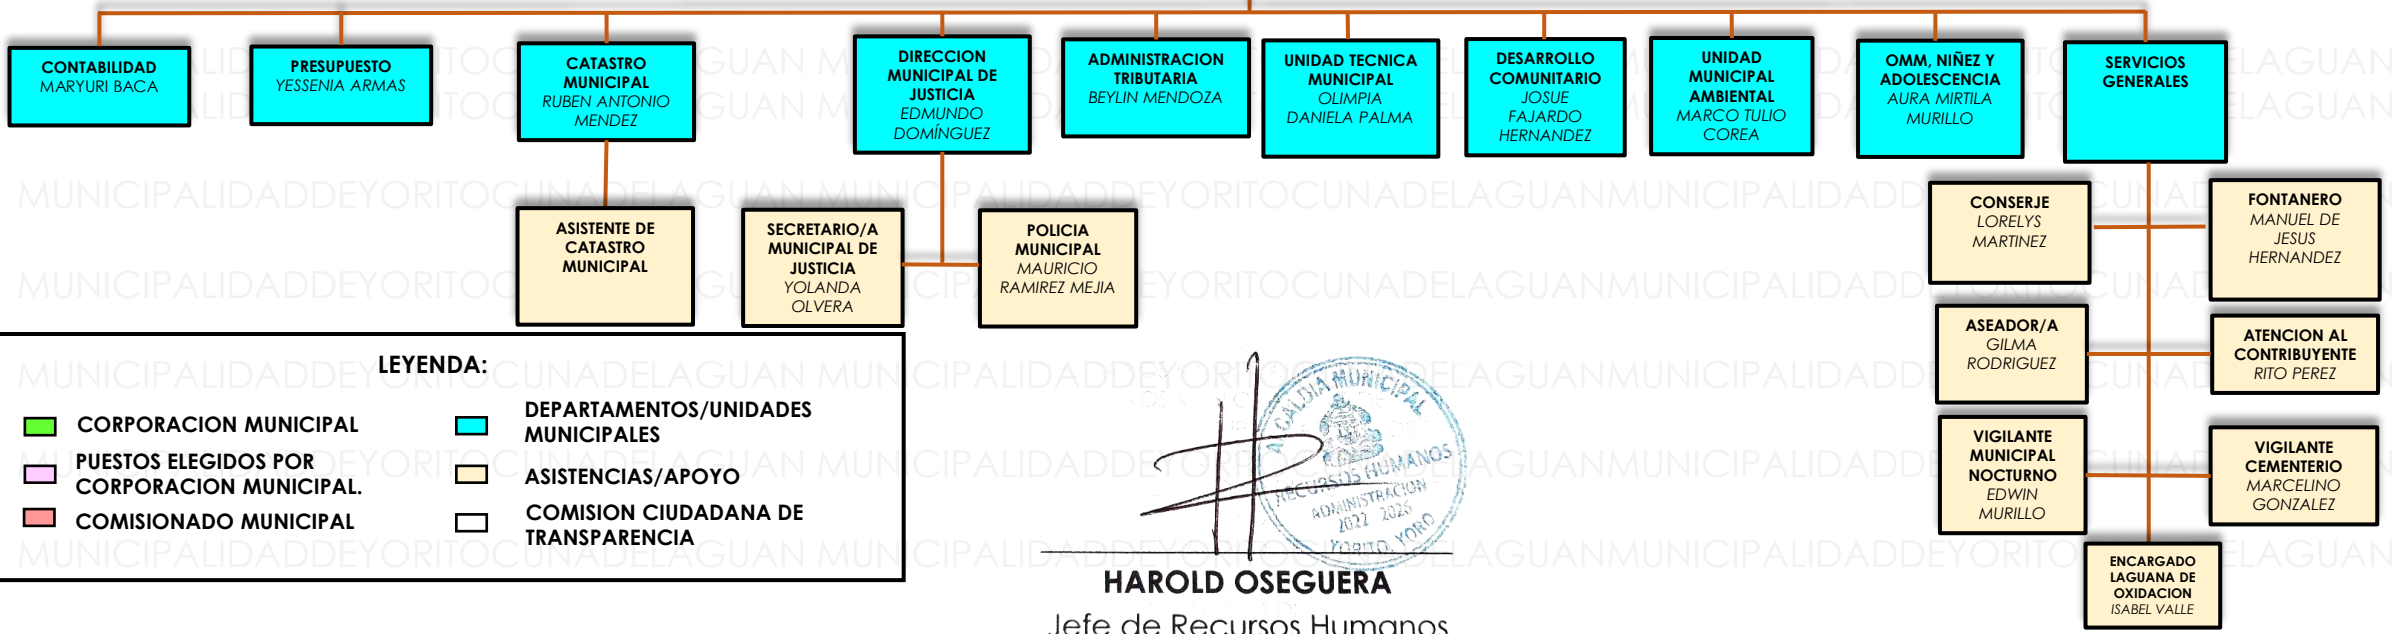 CONTABILIDAD
MARYURI BACA
PRESUPUESTO
YESSENIA ARMAS
CATASTRO
MUNICIPAL
RUBEN ANTONIO
MENDEZ
DIRECCION
MUNICIPAL DE
JUSTICIA
EDMUNDO
DOMÍNGUEZ
ADMINISTRACION
TRIBUTARIA
BEYLIN MENDOZA
UNIDAD TECNICA
MUNICIPAL
OLIMPIA
DANIELA PALMA
DESARROLLO
COMUNITARIO
JOSUE
FAJARDO
HERNANDEZ
UNIDAD
MUNICIPAL
AMBIENTAL
MARCO TULIO
COREA
OMM, NIÑEZ Y
ADOLESCENCIA
AURA MIRTILA
MURILLO
SERVICIOS
GENERALES
ASISTENTE DE
CATASTRO
MUNICIPAL
SECRETARIO/A
MUNICIPAL DE
JUSTICIA
YOLANDA
OLVERA
POLICIA
MUNICIPAL
MAURICIO
RAMIREZ MEJIA
CONSERJE
LORELYS
MARTINEZ
FONTANERO
MANUEL DE
JESUS
HERNANDEZ
ASEADOR/A
GILMA
RODRIGUEZ
ATENCION AL
CONTRIBUYENTE
RITO PEREZ
VIGILANTE
MUNICIPAL
NOCTURNO
EDWIN
MURILLO
VIGILANTE
CEMENTERIO
MARCELINO
GONZALEZ
ENCARGADO
LAGUANA DE
OXIDACION
ISABEL VALLE
LEYENDA:
CORPORACION MUNICIPAL
PUESTOS ELEGIDOS POR
CORPORACION MUNICIPAL.
COMISIONADO MUNICIPAL
DEPARTAMENTOS/UNIDADES
MUNICIPALES
ASISTENCIAS/APOYO
COMISION CIUDADANA DE
TRANSPARENCIA
ALCALDIA MUNICIPAL
RECURSOS HUMANOS
ADMINISTRACION
2022 2026
YORITO, YORO
HAROLD OSEGUERA
Jefe de Recursos Humanos